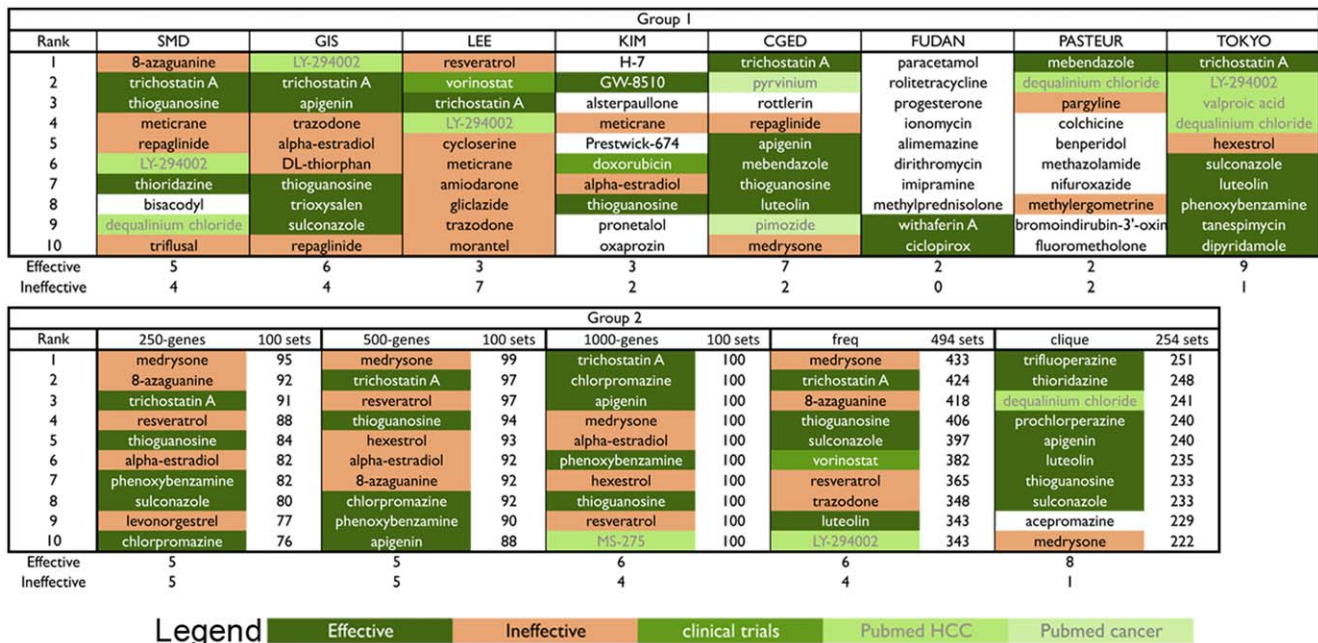 Group 1
Rank SMD GIS LEE KIM CGED FUDAN PASTEUR TOKYO
1 8-azaguanine LY-294002 resveratrol H-7 trichostatin A paracetamol mebendazole trichostatin A
2 trichostatin A trichostatin A vorinostat GW-8510 pyrvinium rolitetracycline dequalinium chloride LY-294002
3 thioguanosine apigenin trichostatin A alsterpaullone rottlerin progesterone pargyline valproic acid
4 meticrane trazodone LY-294002 meticrane repaglinide ionomycin colchicine dequalinium chloride
5 repaglinide alpha-estradiol cycloserine Prestwick-674 apigenin alimemazine benperidol hexestrol
6 LY-294002 DL-thiorphan meticrane doxorubicin mebendazole dirithromycin methazolamide sulconazole
7 thioridazine thioguanosine amiodarone alpha-estradiol thioguanosine imipramine nifuroxazide luteolin
8 bisacodyl trioxysalen gliclazide thioguanosine luteolin methylprednisolone methylergometrine phenoxybenzamine
9 dequalinium chloride sulconazole trazodone pronetalol pimozide withaferin A bromoindirubin-3'-oxin tanespimycin
10 triflusal repaglinide morantel oxaprozin medrysone ciclopirox fluorometholone dipyridamole
Effective 5 6 3 3 7 2 2 9
Ineffective 4 4 7 2 2 0 2 1
Group 2
Rank 250-genes 100 sets 500-genes 100 sets 1000-genes 100 sets freq 494 sets clique 254 sets
1 medrysone 95 medrysone 99 trichostatin A 100 medrysone 433 trifluoperazine 251
2 8-azaguanine 92 trichostatin A 97 chlorpromazine 100 trichostatin A 424 thioridazine 248
3 trichostatin A 91 resveratrol 97 apigenin 100 8-azaguanine 418 dequalinium chloride 241
4 resveratrol 88 thioguanosine 94 medrysone 100 thioguanosine 406 prochlorperazine 240
5 thioguanosine 84 hexestrol 93 alpha-estradiol 100 sulconazole 397 apigenin 240
6 alpha-estradiol 82 alpha-estradiol 92 phenoxybenzamine 100 vorinostat 382 luteolin 235
7 phenoxybenzamine 82 8-azaguanine 92 hexestrol 100 resveratrol 365 thioguanosine 233
8 sulconazole 80 chlorpromazine 92 thioguanosine 100 trazodone 348 sulconazole 233
9 levonorgestrel 77 phenoxybenzamine 90 resveratrol 100 luteolin 343 acepromazine 229
10 chlorpromazine 76 apigenin 88 MS-275 100 LY-294002 343 medrysone 222
Effective 5 5 6 6 8
Ineffective 5 5 4 4 1
Legend Effective Ineffective clinical trials Pubmed HCC Pubmed cancer